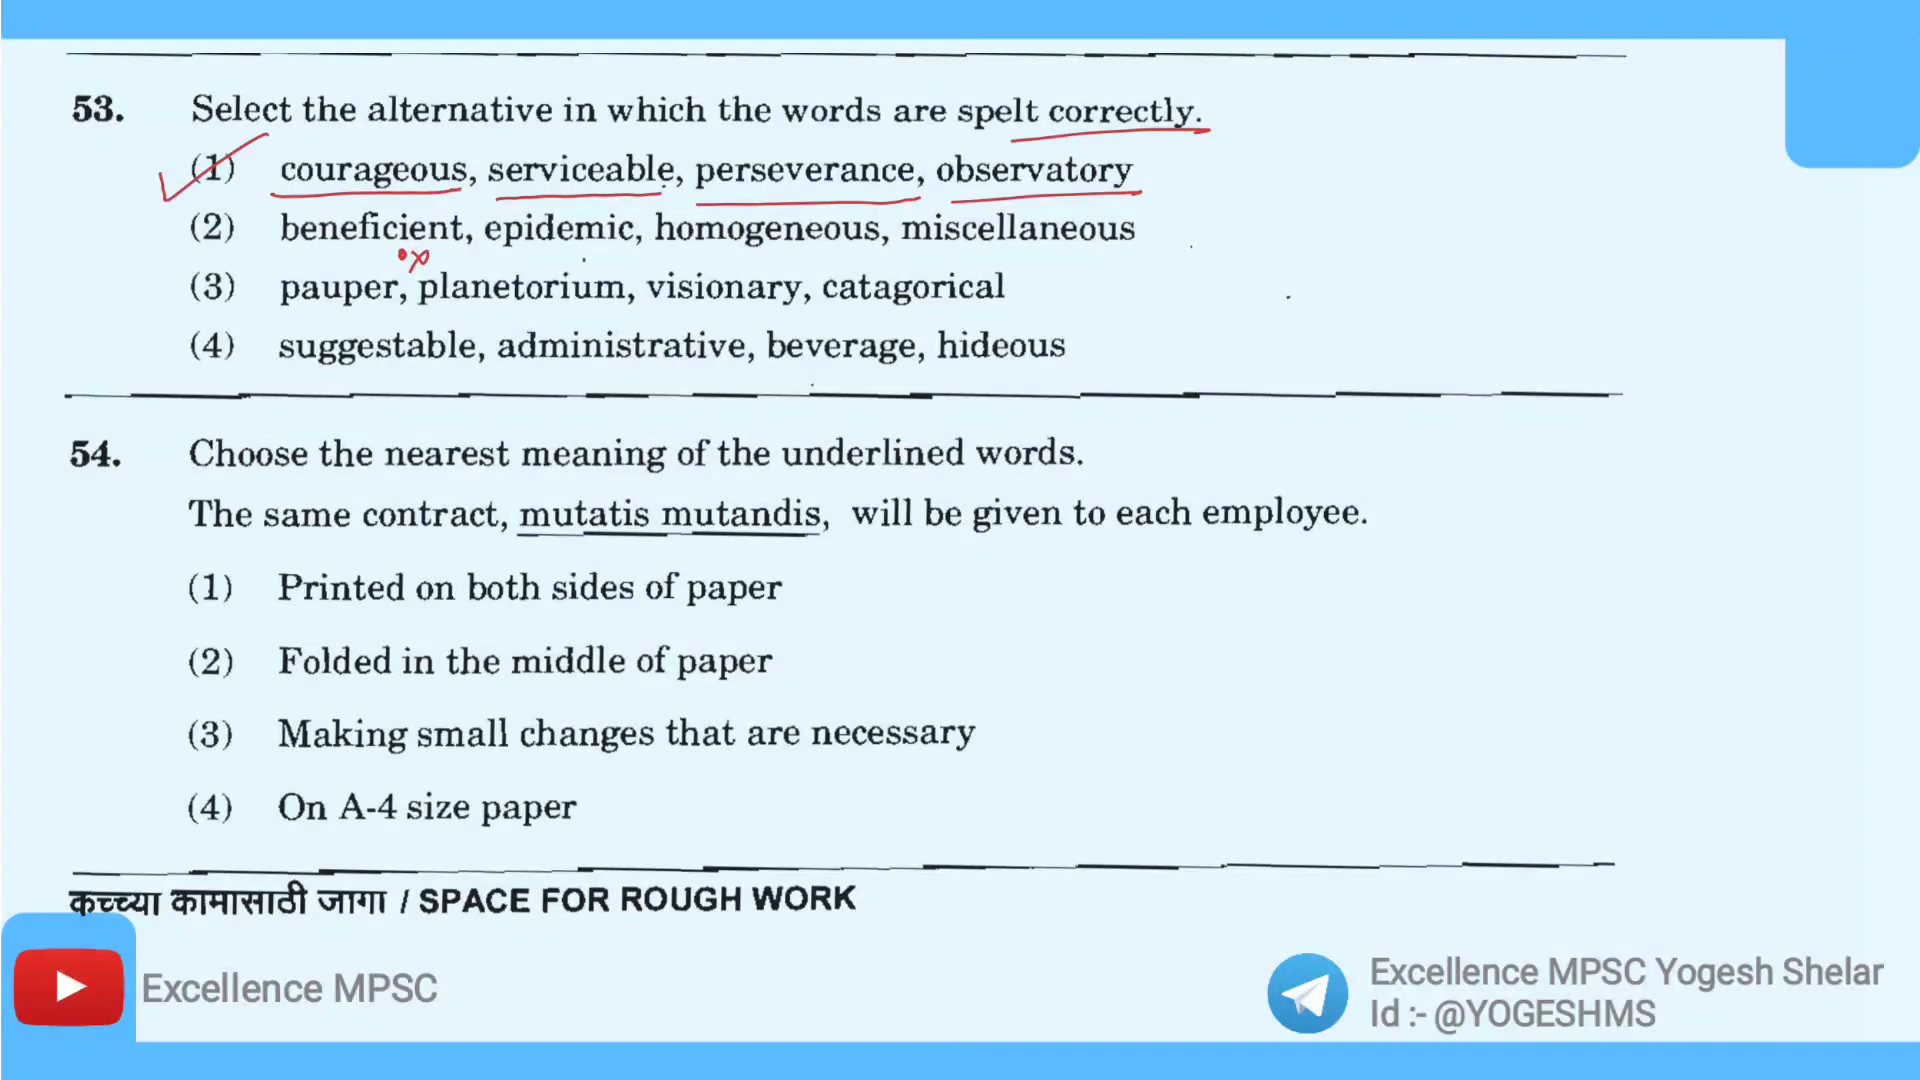 53. Select the alternative in which the words are spelt correctly.
(1) courageous, serviceable, perseverance, observatory
(2) beneficient, epidemic, homogeneous, miscellaneous
(3) pauper, planetorium, visionary, catagorical
(4) suggestable, administrative, beverage, hideous
54. Choose the nearest meaning of the underlined words.
The same contract, mutatis mutandis, will be given to each employee.
(1) Printed on both sides of paper
(2) Folded in the middle of paper
(3) Making small changes that are necessary
(4) On A-4 size paper
कच्च्या कामासाठी जागा / SPACE FOR ROUGH WORK
Excellence MPSC
Excellence MPSC Yogesh Shelar
Id :- @YOGESHMS